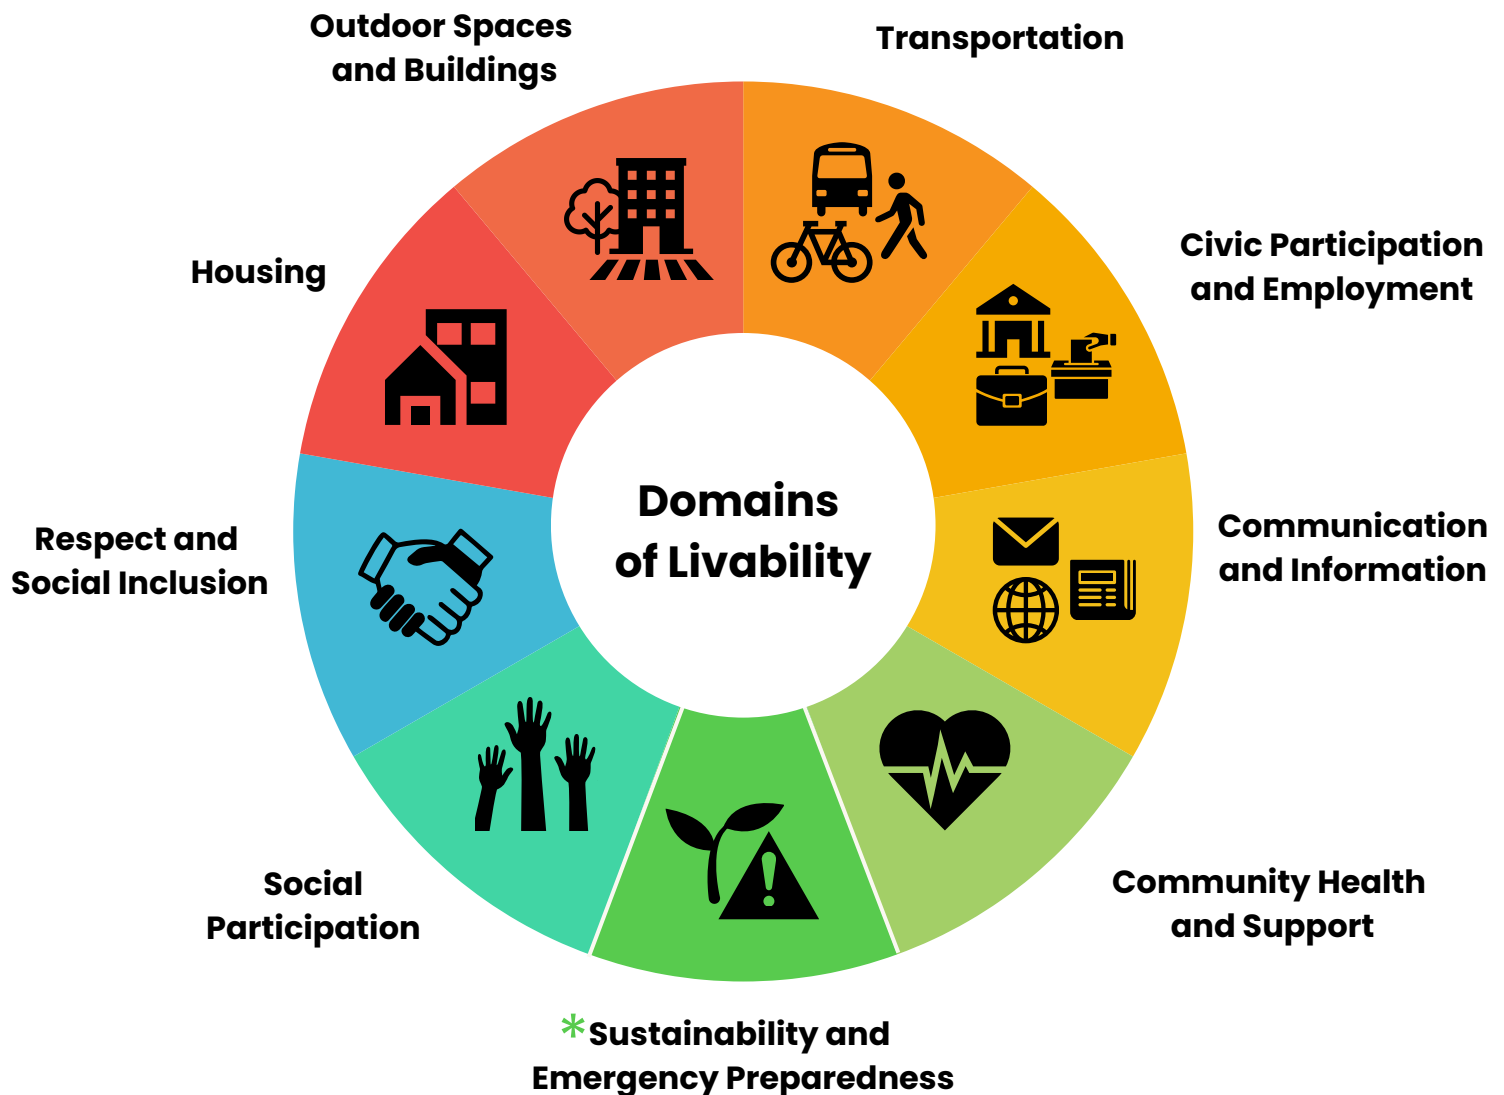 Outdoor Spaces
and Buildings
Transportation
Civic Participation
and Employment
Housing
Domains
of Livability
Communication
and Information
Respect and
Social Inclusion
Community Health
and Support
Social
Participation
*Sustainability and
Emergency Preparedness